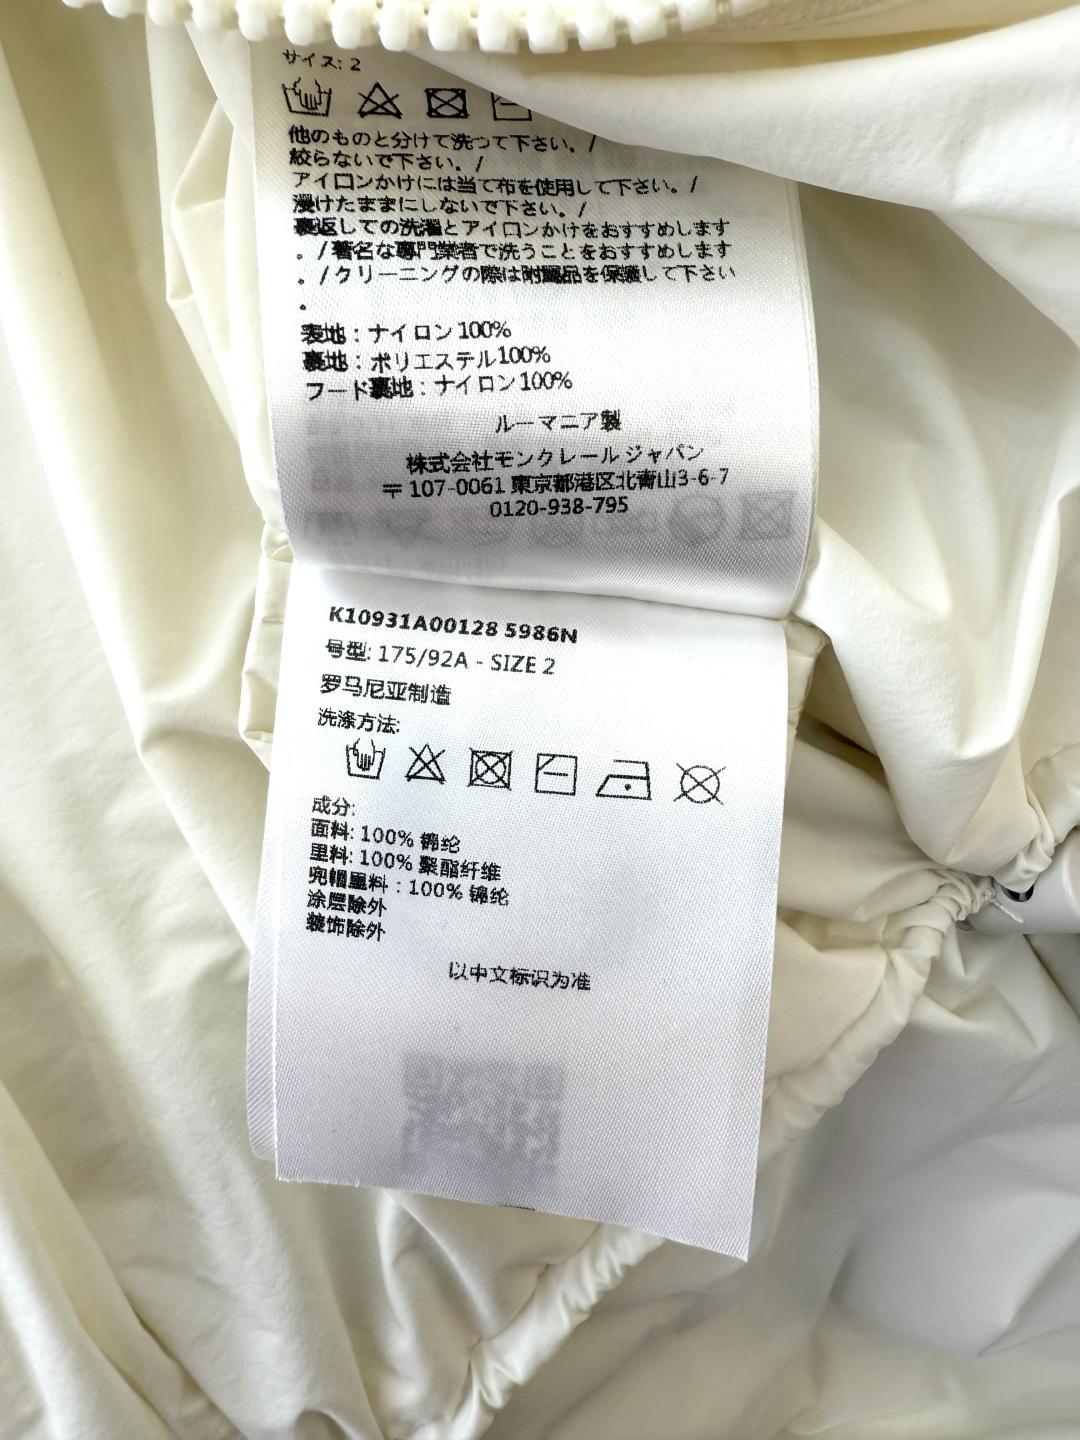 サイズ: 2
他のものと分けて洗って下さい。/
絞らないで下さい。/
アイロンかけには当て布を使用して下さい。/
浸けたままにしないで下さい。/
裏返しての洗濯とアイロンかけをおすすめします
。/著名な専門業者で洗うことをおすすめします
。/クリーニングの際は附属品を保護して下さい
。
表地：ナイロン100%
裏地：ポリエステル100%
フード裏地：ナイロン100%
ルーマニア製
株式会社モンクレールジャパン
〒107-0061 東京都港区北青山3-6-7
0120-938-795
K10931A00128 5986N
号型: 175/92A - SIZE 2
罗马尼亚制造
洗涤方法:
成分:
面料: 100% 锦纶
里料: 100% 聚酯纤维
兜帽里料：100% 锦纶
涂层除外
装饰除外
以中文标识为准